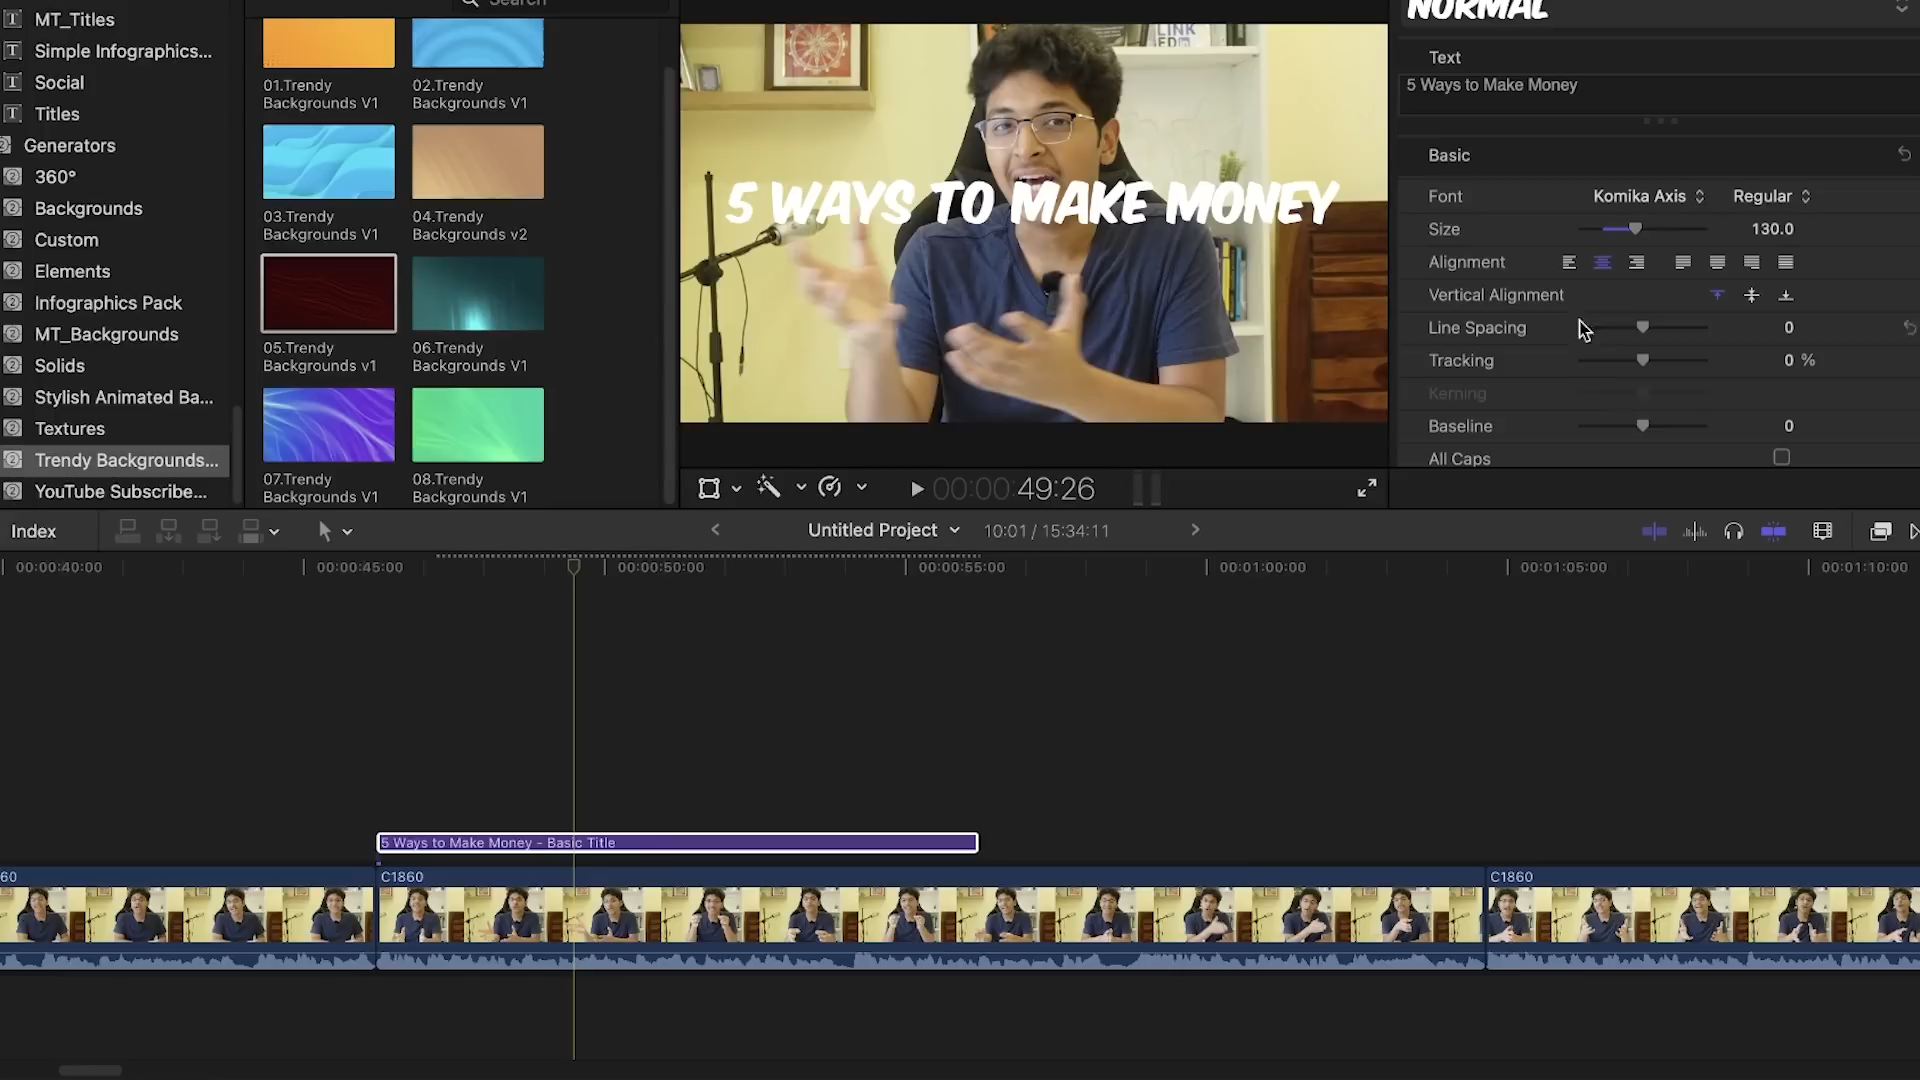 MT_Titles
Simple Infographics...
Social
Titles
Generators
360°
Backgrounds
Custom
Elements
Infographics Pack
MT_Backgrounds
Solids
Stylish Animated Ba...
Textures
Trendy Backgrounds...
YouTube Subscribe...
Search
01.Trendy
Backgrounds V1
02.Trendy
Backgrounds V1
03.Trendy
Backgrounds V1
04.Trendy
Backgrounds v2
05.Trendy
Backgrounds v1
06.Trendy
Backgrounds V1
07.Trendy
Backgrounds V1
08.Trendy
Backgrounds V1
LINK
ED
5 WAYS TO MAKE MONEY
00:00:49:26
NORMAL
Text
5 Ways to Make Money
Basic
Font Komika Axis Regular
Size 130.0
Alignment
Vertical Alignment
Line Spacing 0
Tracking 0 %
Kerning
Baseline 0
All Caps
Index
Untitled Project 10:01 / 15:34:11
00:00:40:00 00:00:45:00 00:00:50:00 00:00:55:00 00:01:00:00 00:01:05:00 00:01:10:00
5 Ways to Make Money - Basic Title
60 C1860 C1860